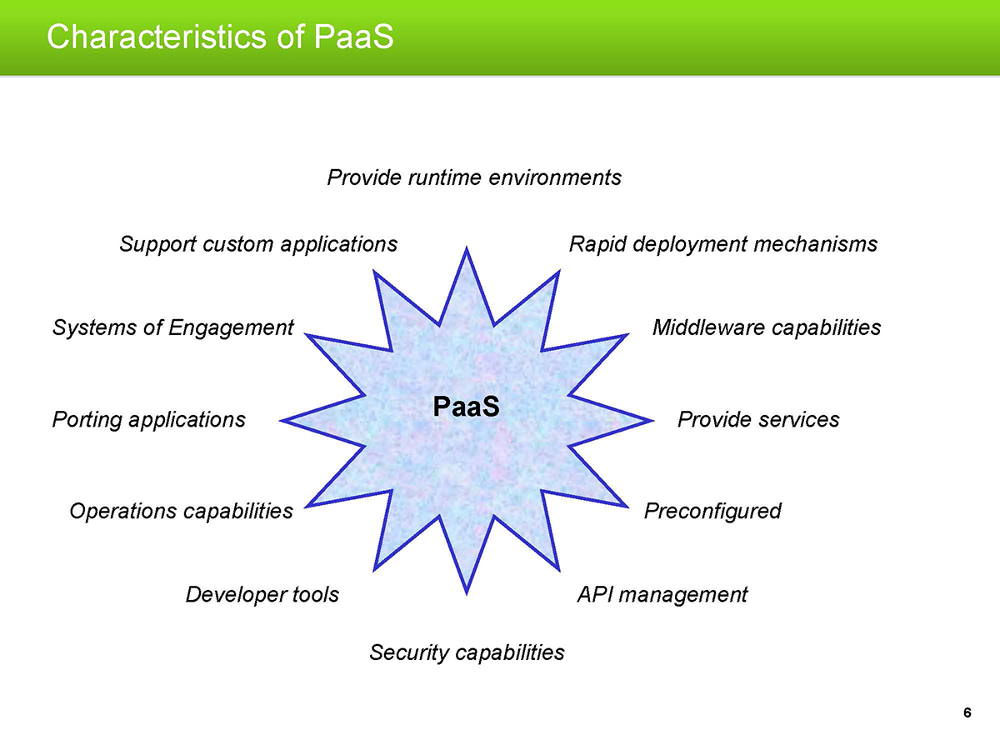 Characteristics of PaaS
Provide runtime environments
Support custom applications
Rapid deployment mechanisms
Systems of Engagement
Middleware capabilities
Porting applications
PaaS
Provide services
Operations capabilities
Preconfigured
Developer tools
API management
Security capabilities
6